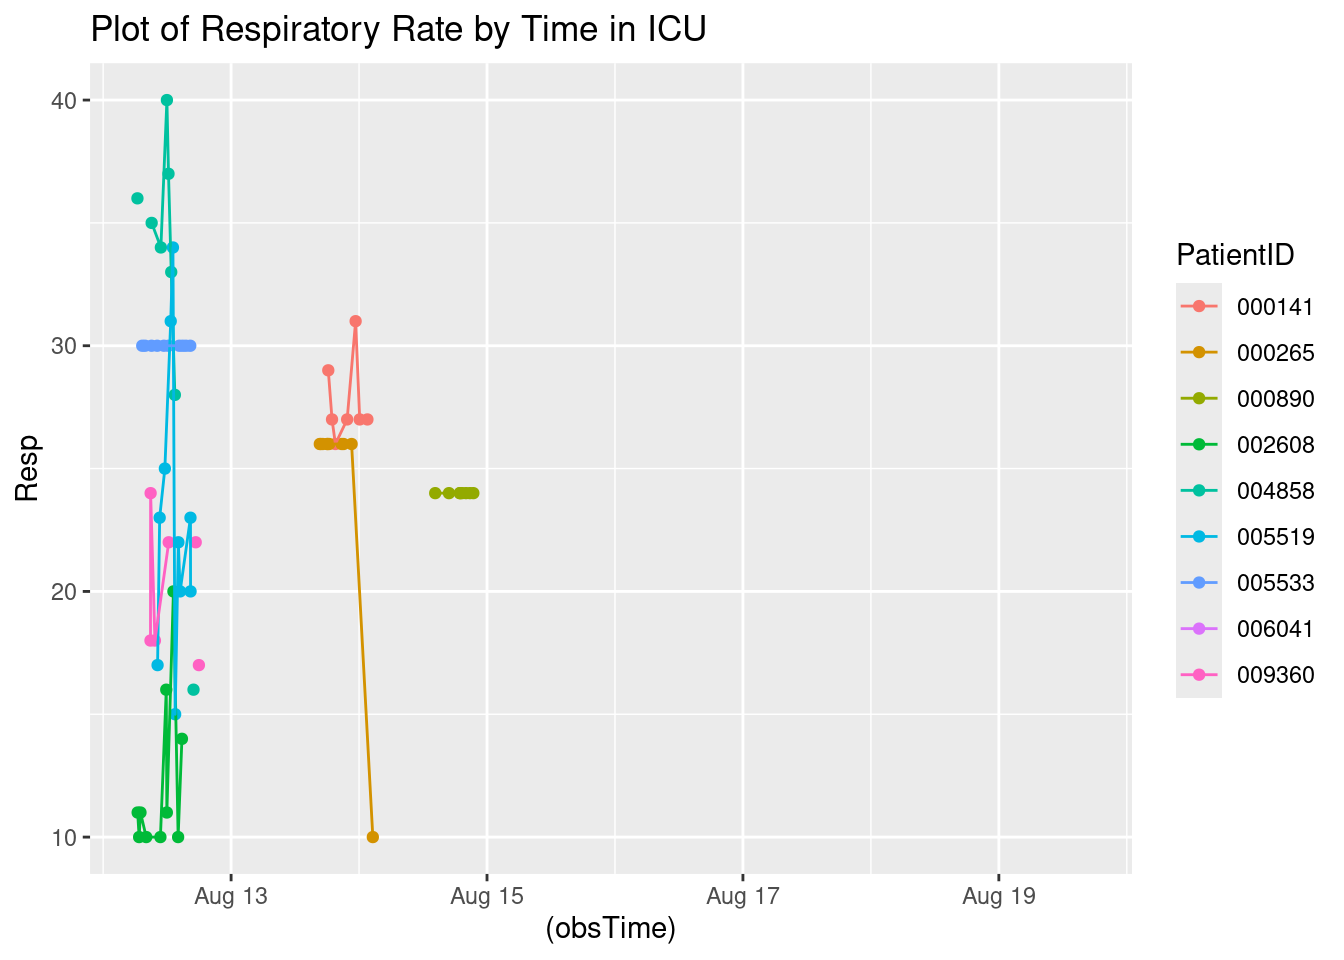 Plot of Respiratory Rate by Time in ICU
40
30
20
10
Resp
Aug 13
Aug 15
Aug 17
Aug 19
(obsTime)
PatientID
000141
000265
000890
002608
004858
005519
005533
006041
009360